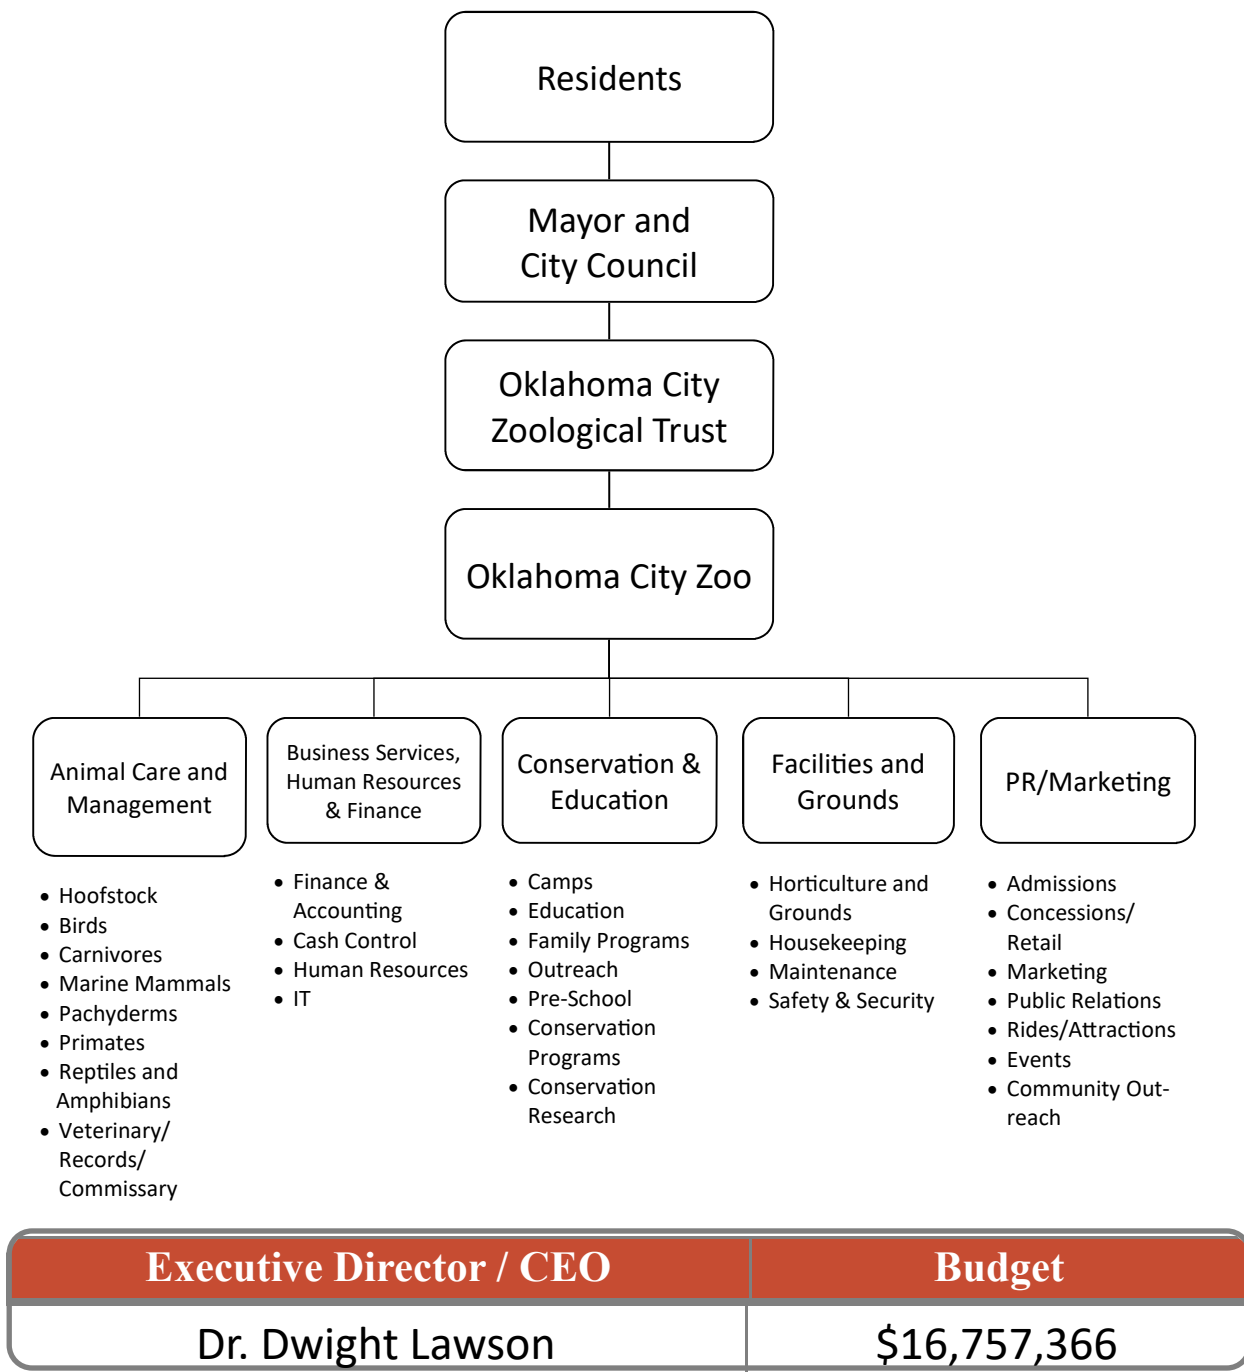 Residents
Mayor and
City Council
Oklahoma City
Zoological Trust
Oklahoma City Zoo
Animal Care and
Management
• Hoofstock
• Birds
• Carnivores
• Marine Mammals
• Pachyderms
• Primates
• Reptiles and
Amphibians
• Veterinary/
Records/
Commissary
Business Services,
Human Resources
& Finance
• Finance &
Accounting
• Cash Control
• Human Resources
• IT
Conservation &
Education
• Camps
• Education
• Family Programs
• Outreach
• Pre-School
• Conservation
Programs
• Conservation
Research
Facilities and
Grounds
• Horticulture and
Grounds
• Housekeeping
• Maintenance
• Safety & Security
PR/Marketing
• Admissions
• Concessions/
Retail
• Marketing
• Public Relations
• Rides/Attractions
• Events
• Community Out-
reach
Executive Director / CEO
Budget
Dr. Dwight Lawson
$16,757,366